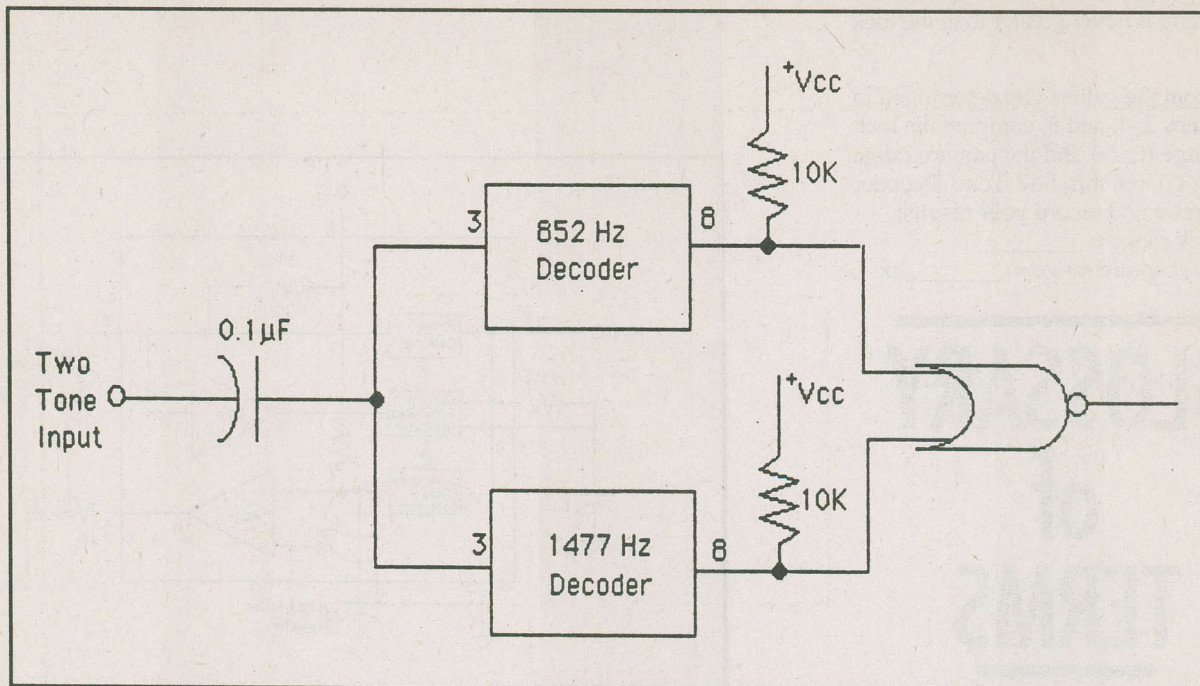 +Vcc
10K
3
852 Hz
Decoder
8
0.1µF
Two
Tone
Input
+Vcc
10K
3
1477 Hz
Decoder
8